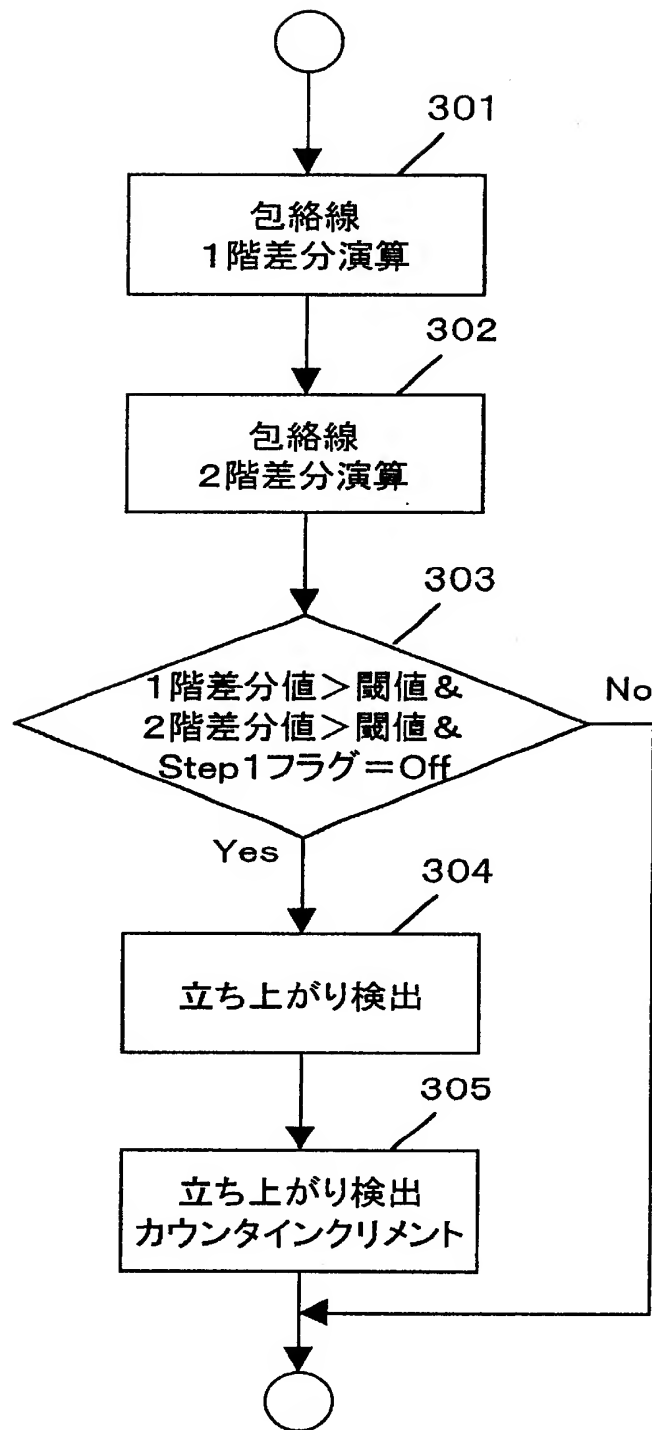 301
包絡線
1階差分演算
302
包絡線
2階差分演算
303
1階差分値＞閾値&
2階差分値＞閾値&
Step1フラグ＝Off
No
Yes
304
立ち上がり検出
305
立ち上がり検出
カウンタインクリメント